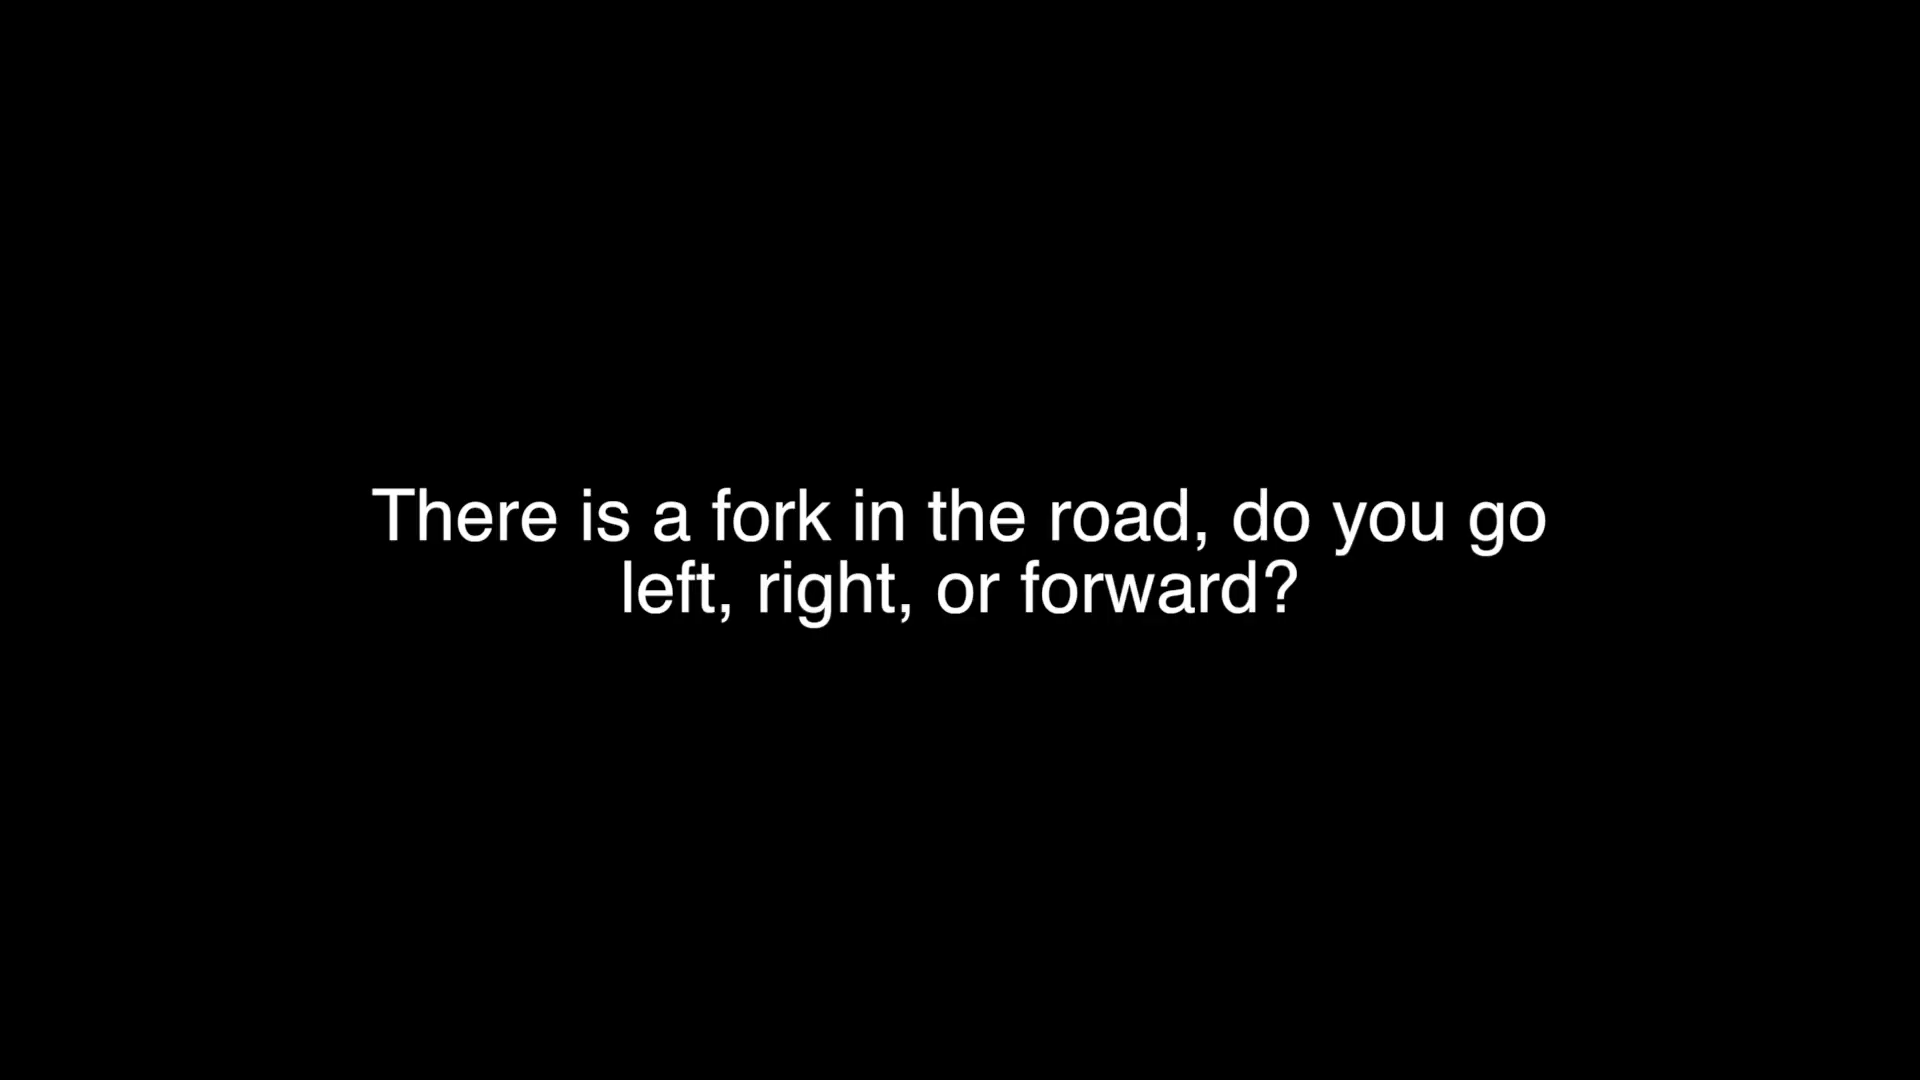 There is a fork in the road, do you go
left, right, or forward?